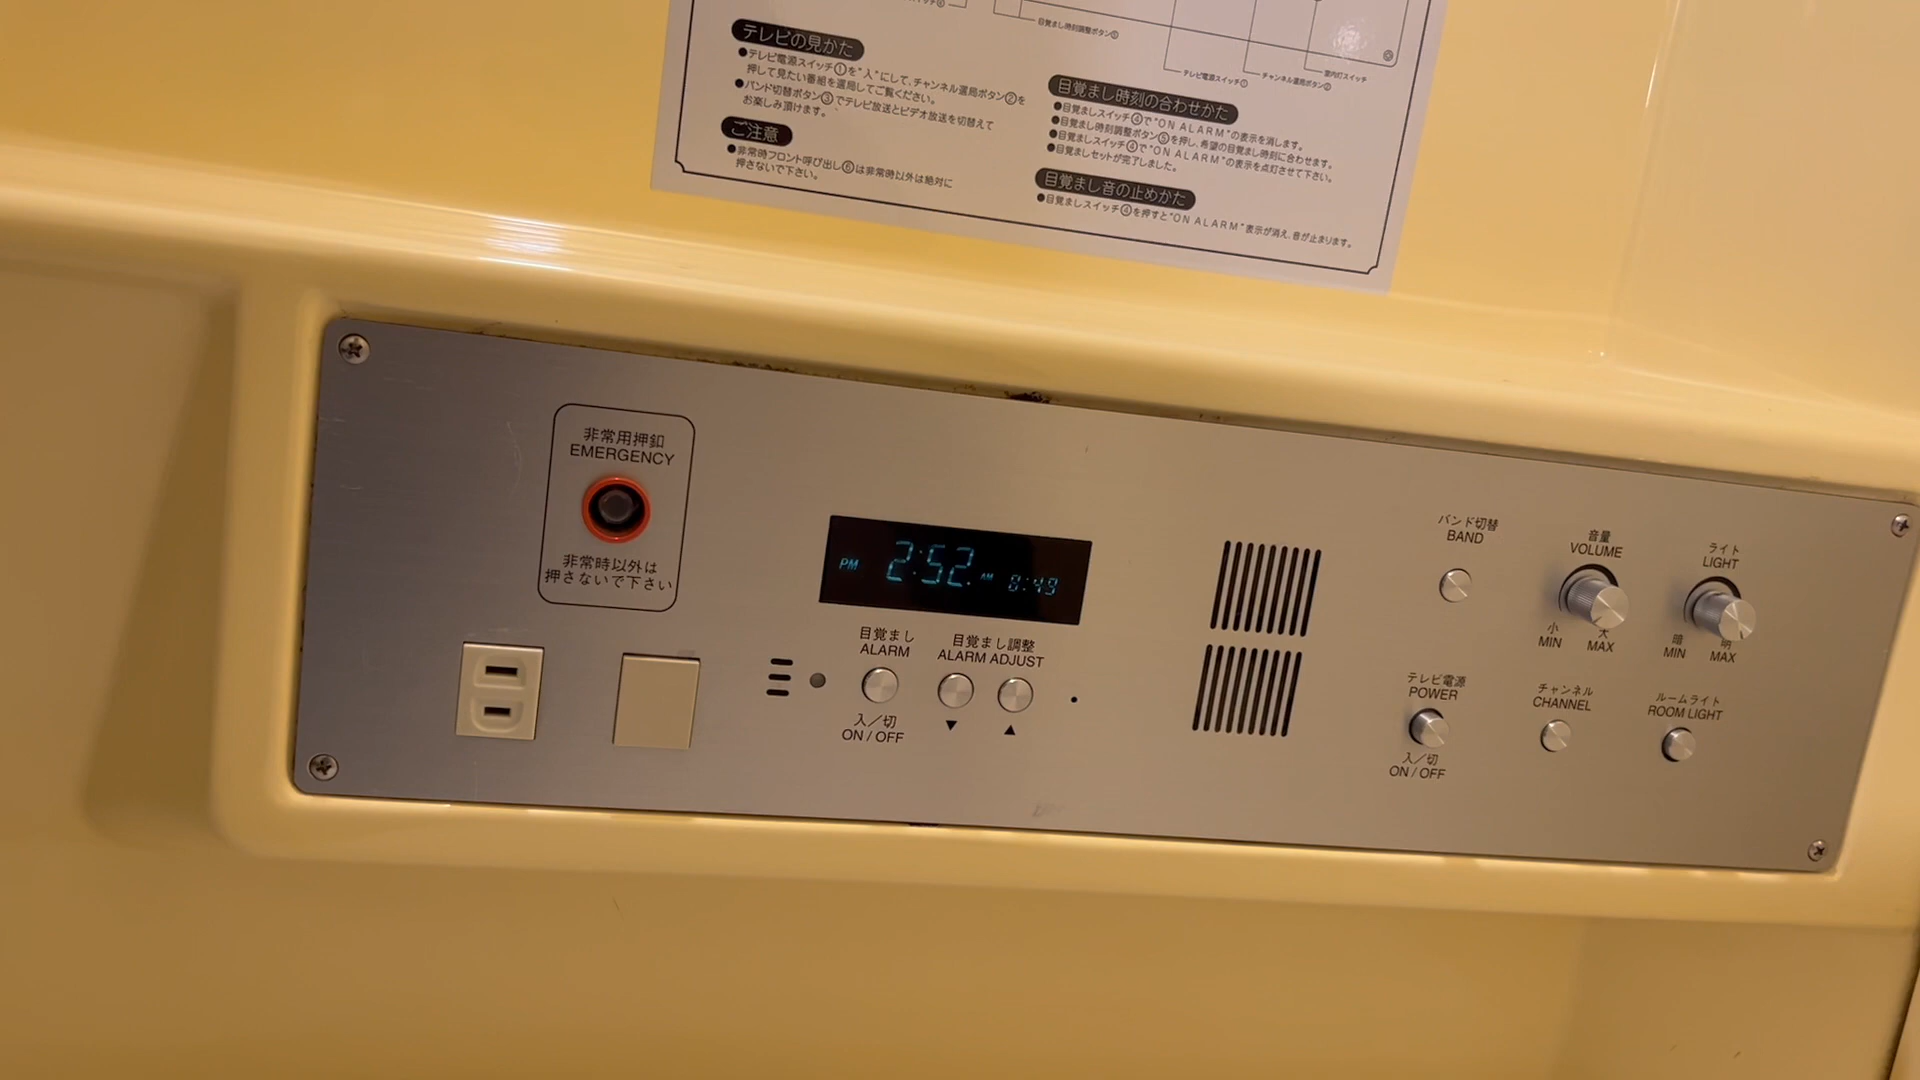 目覚まし時刻調整ボタン⑤
テレビ電源スイッチ①
チャンネル選局ボタン②
室内灯スイッチ
テレビの見かた
●テレビ電源スイッチ①を"入"にして、チャンネル選局ボタン②を
押して見たい番組を選局してご覧ください。
●バンド切替ボタン③でテレビ放送とビデオ放送を切替えて
お楽しみ頂けます。
ご注意
●非常時フロント呼び出し⑥は非常時以外は絶対に
押さないで下さい。
目覚まし時刻の合わせかた
●目覚ましスイッチ④で"ON ALARM"の表示を消します。
●目覚まし時刻調整ボタン⑤を押し、希望の目覚まし時刻に合わせます。
●目覚ましスイッチ④で"ON ALARM"の表示を点灯させて下さい。
●目覚ましセットが完了しました。
目覚まし音の止めかた
●目覚ましスイッチ④を押すと"ON ALARM"表示が消え、音が止まります。
非常用押釦
EMERGENCY
非常時以外は
押さないで下さい
PM 2:52 AM 8:49
目覚まし
ALARM
入/切
ON/OFF
目覚まし調整
ALARM ADJUST
▼ ▲
バンド切替
BAND
音量
VOLUME
小 大
MIN MAX
ライト
LIGHT
暗 明
MIN MAX
テレビ電源
POWER
入/切
ON/OFF
チャンネル
CHANNEL
ルームライト
ROOM LIGHT